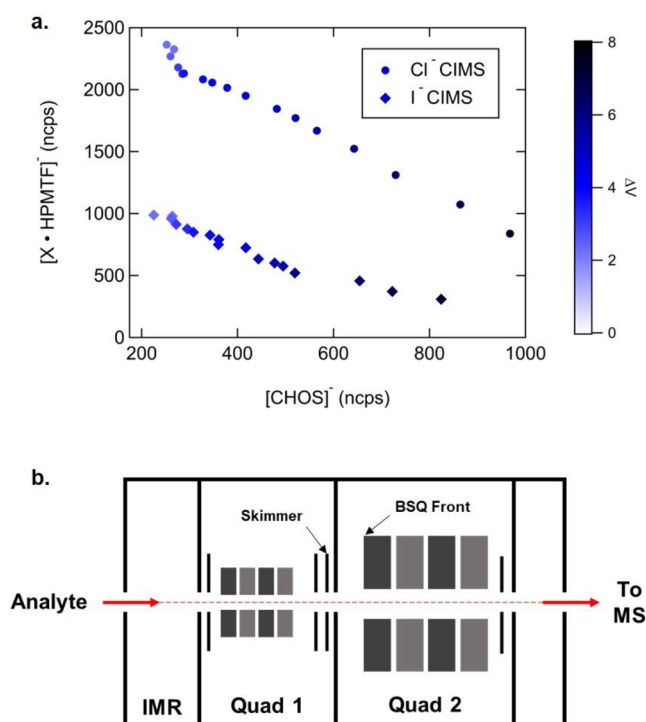 a.
2500
2000
1500
1000
500
0
[X • HPMTF]⁻ (ncps)
Cl⁻ CIMS
I⁻ CIMS
200
400
600
800
1000
[CHOS]⁻ (ncps)
8
6
4
2
0
ΔV
b.
Skimmer
BSQ Front
Analyte
To
MS
IMR
Quad 1
Quad 2